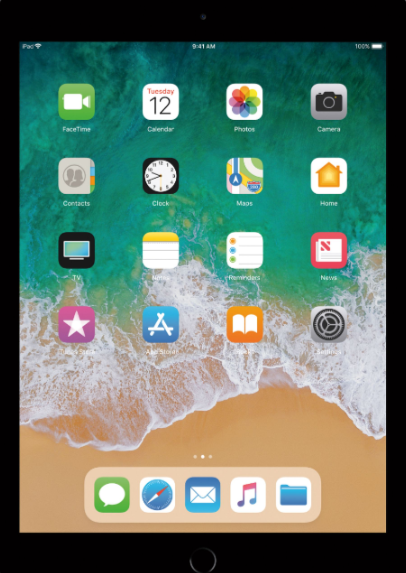 iPad
9:41 AM
100%
Tuesday
12
FaceTime
Calendar
Photos
Camera
Contacts
Clock
Maps
Home
TV
Notes
Reminders
News
iTunes Store
App Store
Settings